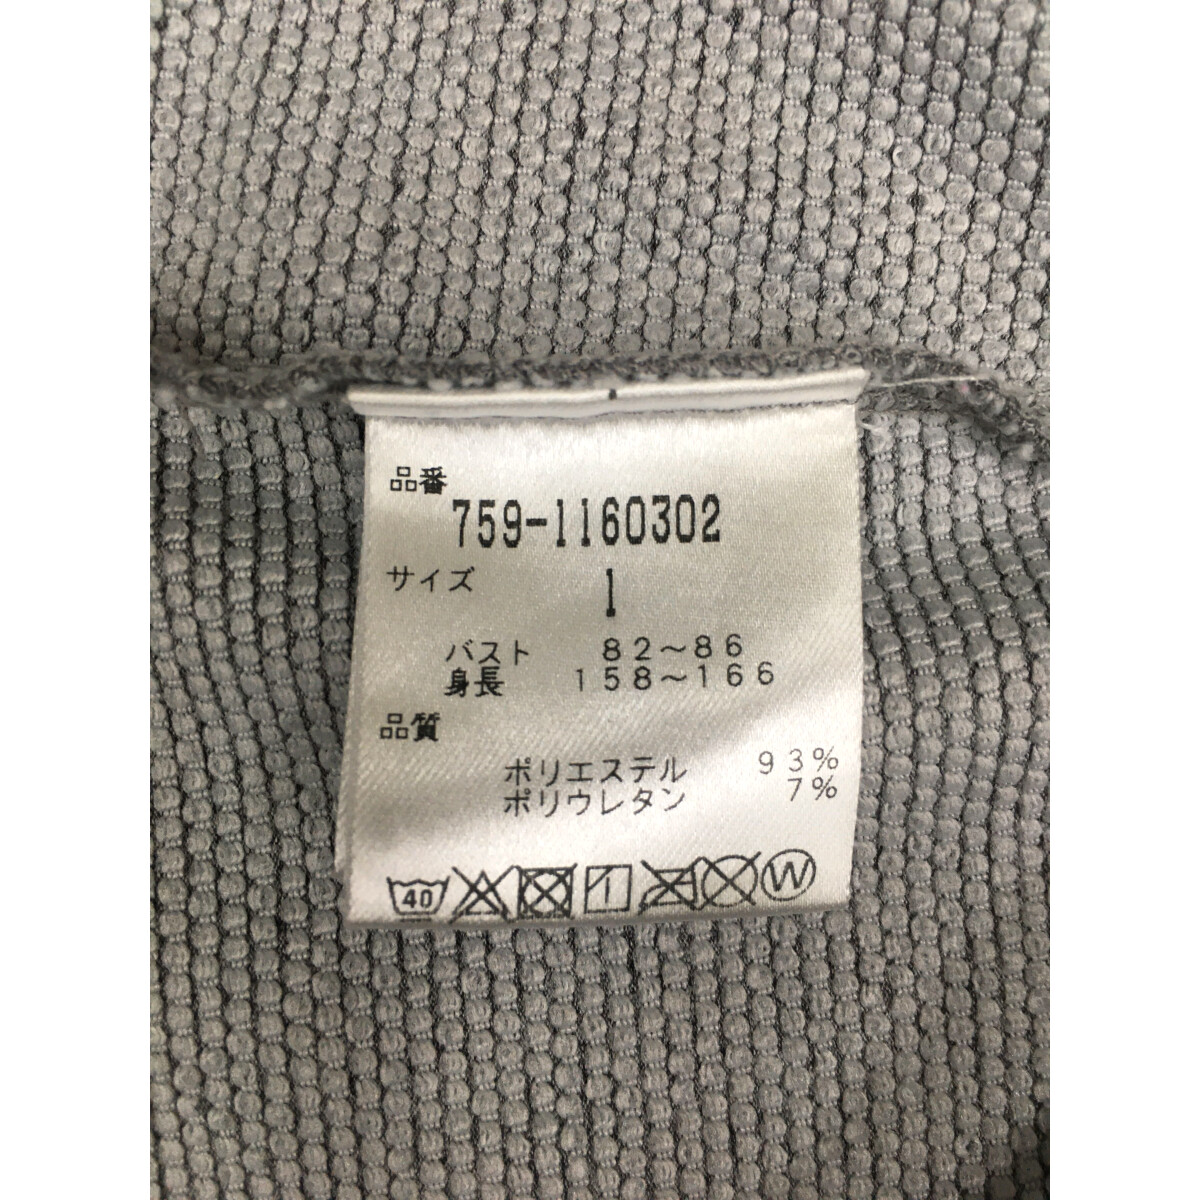 品番
759-1160302
サイズ 1
バスト 82～86
身長 158～166
品質
ポリエステル 93%
ポリウレタン 7%
40 W